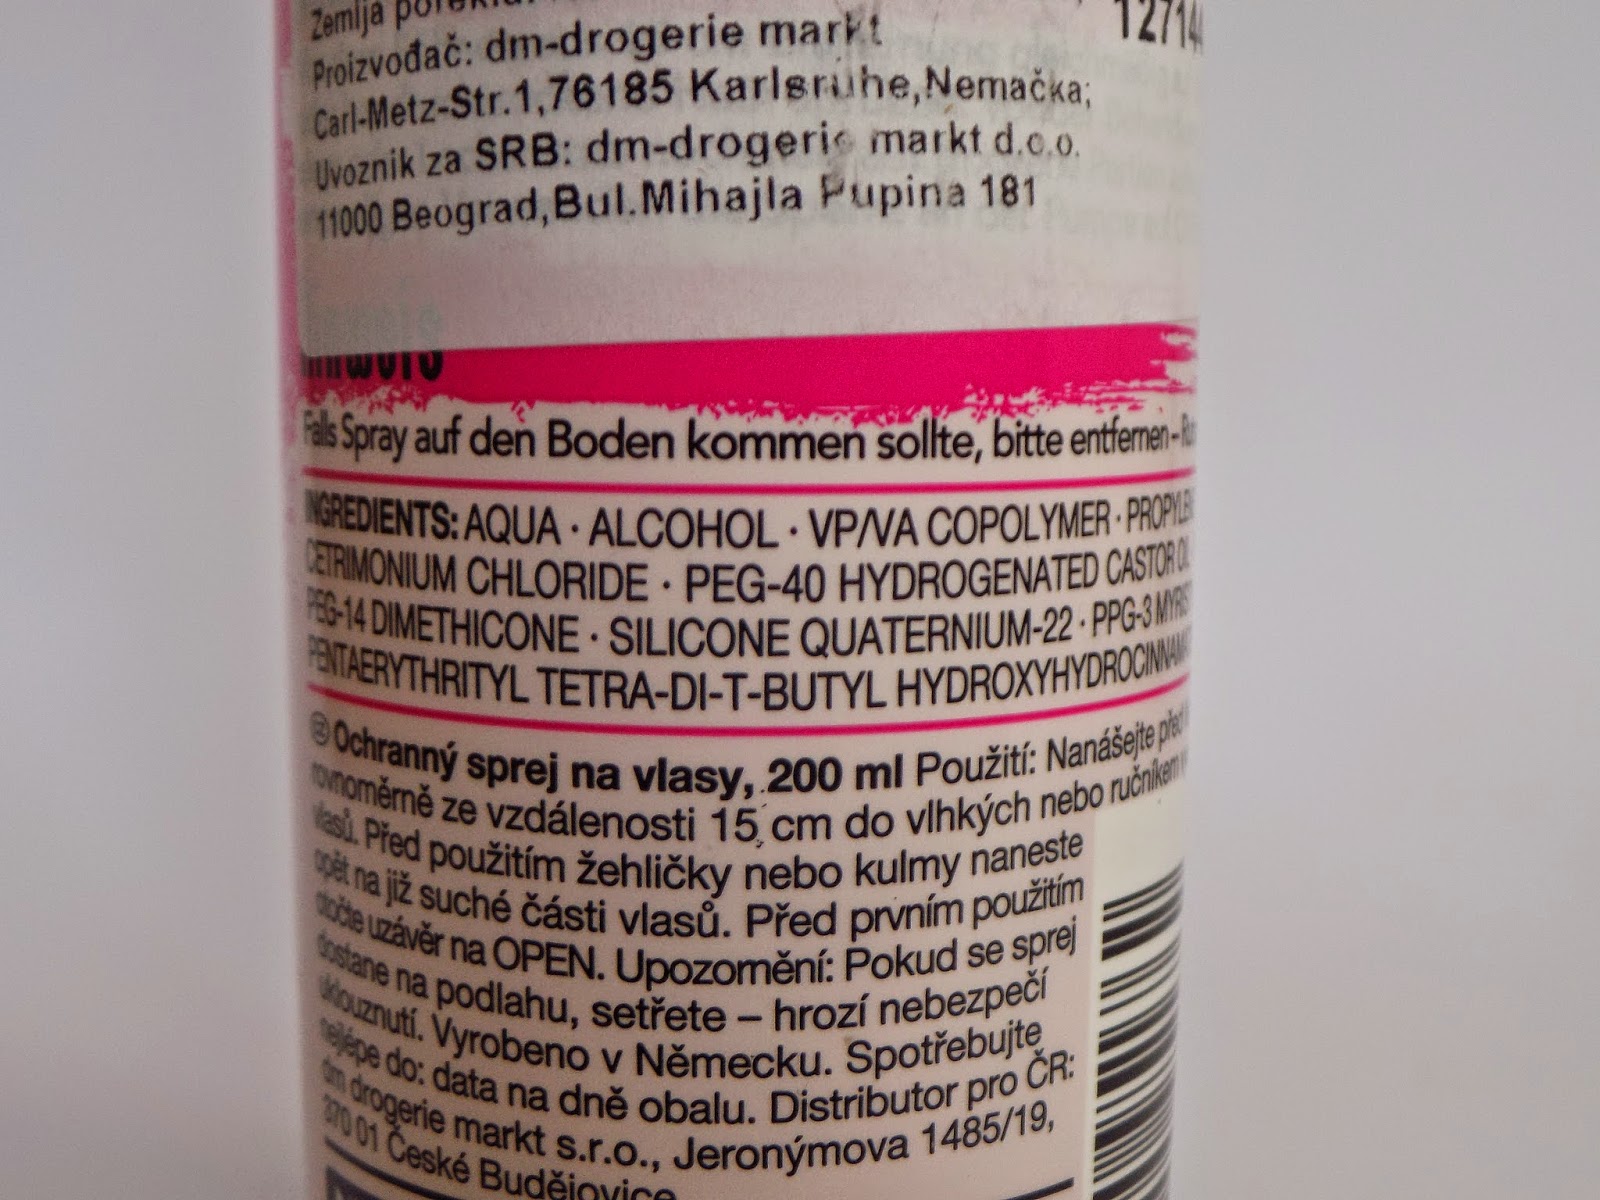 Zemlja
127144
Proizvođač: dm-drogerie markt
Carl-Metz-Str.1,76185 Karlsruhe,Nemačka;
Uvoznik za SRB: dm-drogerie markt d.o.o.
11000 Beograd,Bul.Mihajla Pupina 181
Falls Spray auf den Boden kommen sollte, bitte entfernen –
INGREDIENTS: AQUA · ALCOHOL · VP/VA COPOLYMER ·
CETRIMONIUM CHLORIDE · PEG-40 HYDROGENATED CASTOR
PEG-14 DIMETHICONE · SILICONE QUATERNIUM-22 · PPG-3
PENTAERYTHRITYL TETRA-DI-T-BUTYL
CZ Ochranný sprej na vlasy, 200 ml Použití: Nanášejte před
rovnoměrně ze vzdálenosti 15 cm do vlhkých nebo ručníkem
vlasů. Před použitím žehličky nebo kulmy naneste
opět na již suché části vlasů. Před prvním použitím
otočte uzávěr na OPEN. Upozornění: Pokud se sprej
dostane na podlahu, setřete – hrozí nebezpečí
uklouznutí. Vyrobeno v Německu. Spotřebujte
nejlépe do: data na dně obalu. Distributor pro ČR:
dm drogerie markt s.r.o., Jeronýmova 1485/19,
370 01 České Budějovice